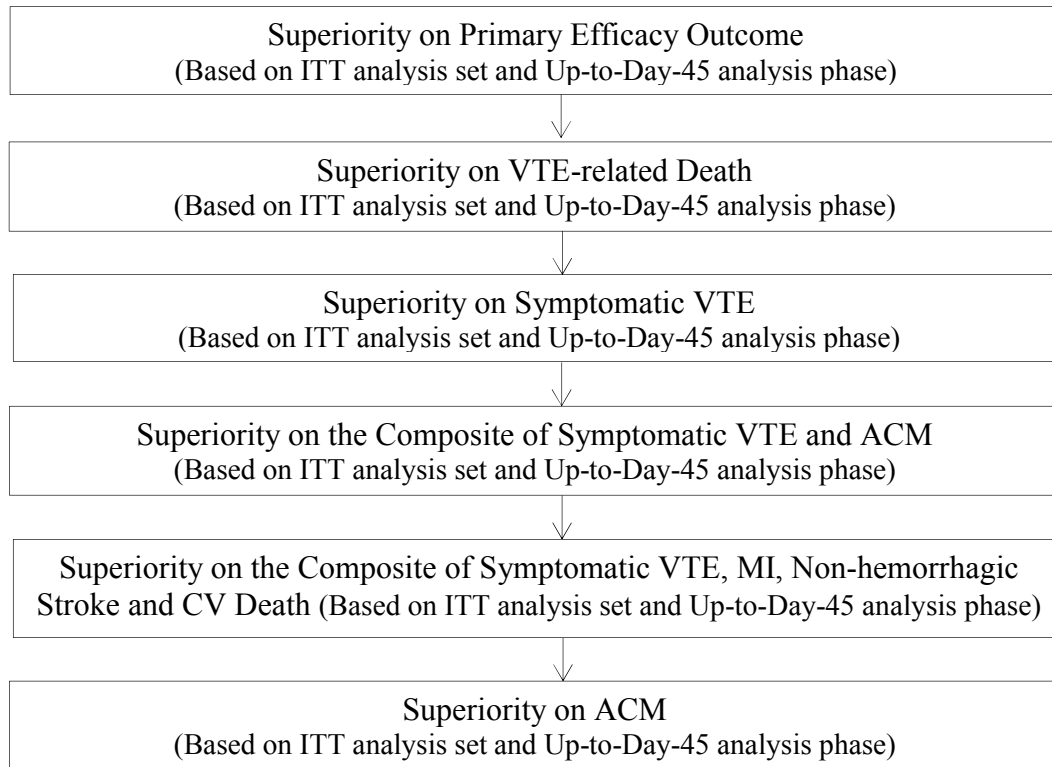 Superiority on Primary Efficacy Outcome
(Based on ITT analysis set and Up-to-Day-45 analysis phase)
Superiority on VTE-related Death
(Based on ITT analysis set and Up-to-Day-45 analysis phase)
Superiority on Symptomatic VTE
(Based on ITT analysis set and Up-to-Day-45 analysis phase)
Superiority on the Composite of Symptomatic VTE and ACM
(Based on ITT analysis set and Up-to-Day-45 analysis phase)
Superiority on the Composite of Symptomatic VTE, MI, Non-hemorrhagic
Stroke and CV Death (Based on ITT analysis set and Up-to-Day-45 analysis phase)
Superiority on ACM
(Based on ITT analysis set and Up-to-Day-45 analysis phase)